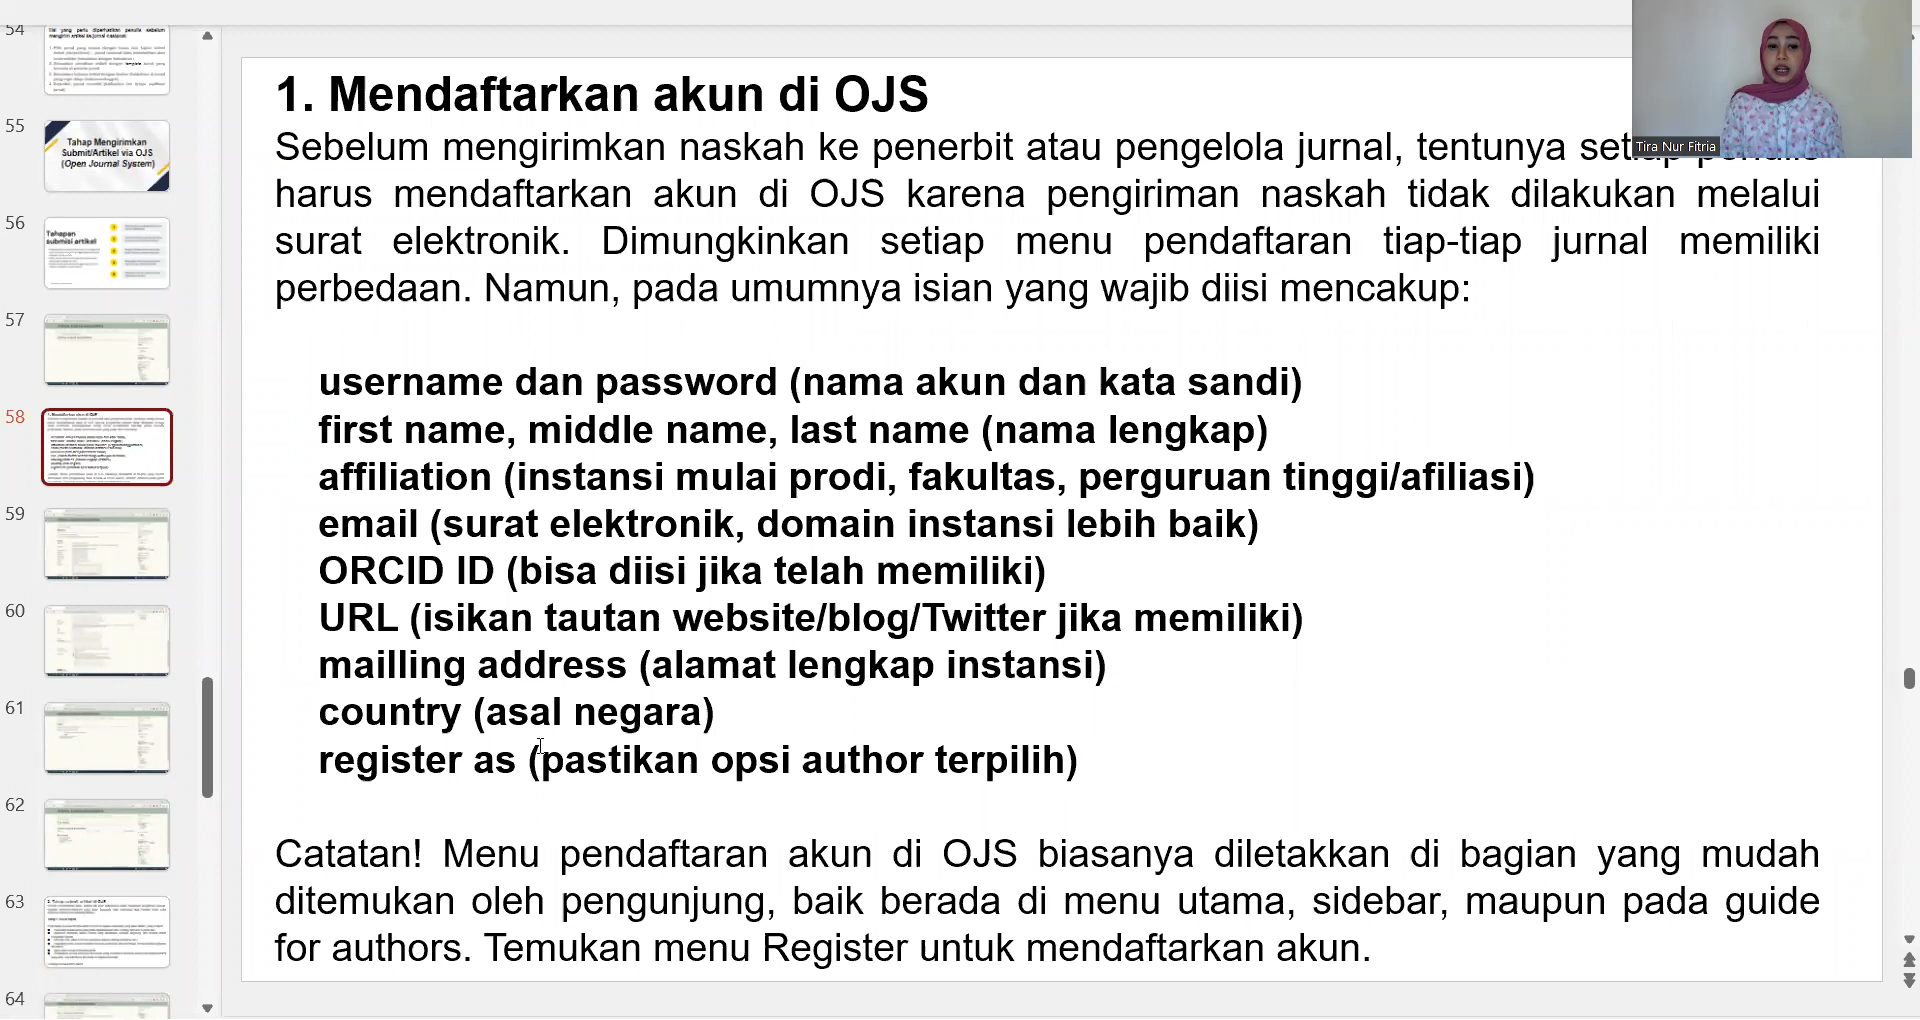 54
55
Tahap Mengirimkan
Submit/Artikel via OJS
(Open Journal System)
56
Tahapan
submisi artikel
57
58
59
60
61
62
63
64
1. Mendaftarkan akun di OJS
Sebelum mengirimkan naskah ke penerbit atau pengelola jurnal, tentunya setiap penulis
harus mendaftarkan akun di OJS karena pengiriman naskah tidak dilakukan melalui
surat elektronik. Dimungkinkan setiap menu pendaftaran tiap-tiap jurnal memiliki
perbedaan. Namun, pada umumnya isian yang wajib diisi mencakup:
username dan password (nama akun dan kata sandi)
first name, middle name, last name (nama lengkap)
affiliation (instansi mulai prodi, fakultas, perguruan tinggi/afiliasi)
email (surat elektronik, domain instansi lebih baik)
ORCID ID (bisa diisi jika telah memiliki)
URL (isikan tautan website/blog/Twitter jika memiliki)
mailling address (alamat lengkap instansi)
country (asal negara)
register as (pastikan opsi author terpilih)
Catatan! Menu pendaftaran akun di OJS biasanya diletakkan di bagian yang mudah
ditemukan oleh pengunjung, baik berada di menu utama, sidebar, maupun pada guide
for authors. Temukan menu Register untuk mendaftarkan akun.
Tira Nur Fitria